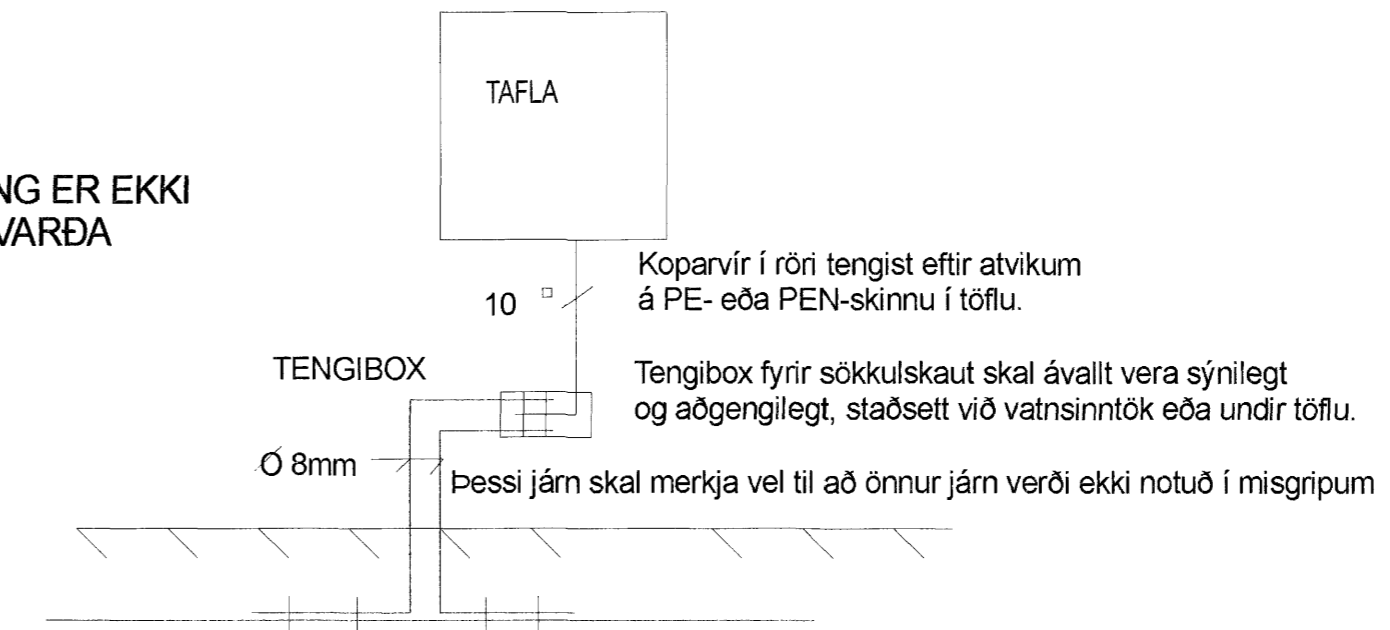 TAFLA
NG ER EKKI
VARÐA
Koparvír í röri tengist eftir atvikum
á PE- eða PEN-skinnu í töflu.
10 □
TENGIBOX
Tengibox fyrir sökkulskaut skal ávallt vera sýnilegt
og aðgengilegt, staðsett við vatnsinntök eða undir töflu.
Ø 8mm
Þessi járn skal merkja vel til að önnur járn verði ekki notuð í misgripum